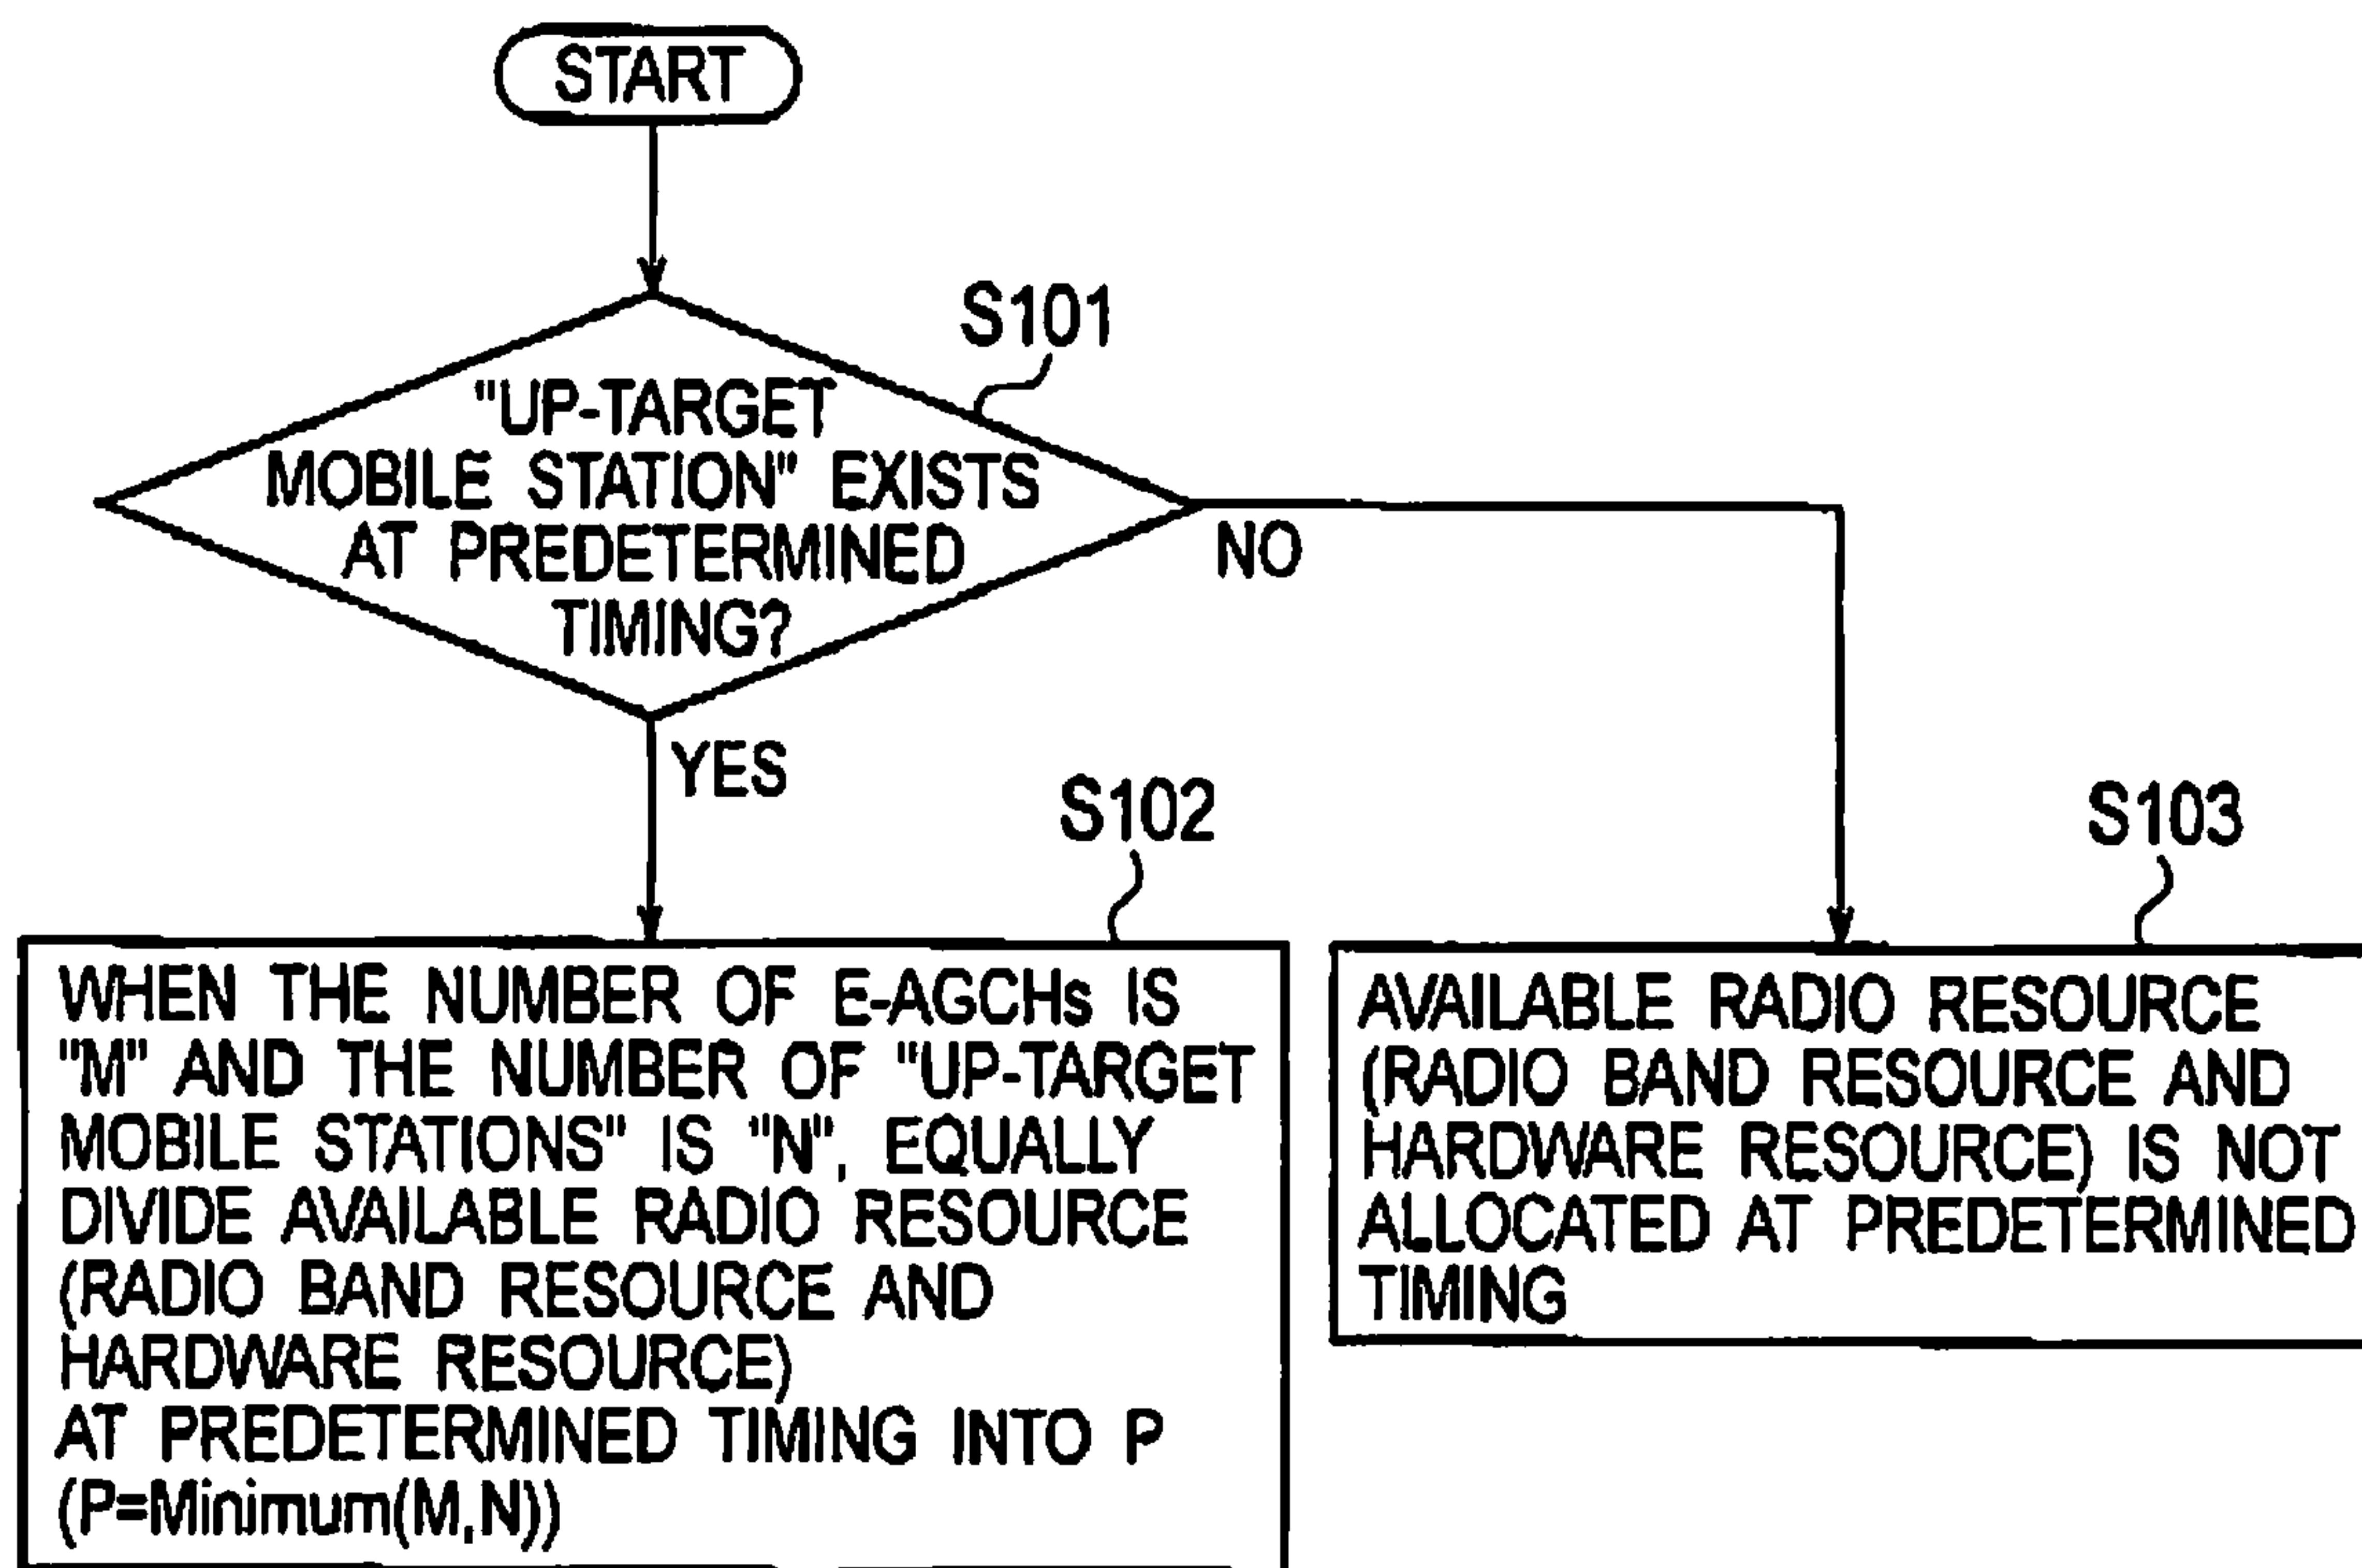 START
S101
"UP-TARGET
MOBILE STATION" EXISTS
AT PREDETERMINED
TIMING?
NO
YES
S102
S103
WHEN THE NUMBER OF E-AGCHs IS
"M" AND THE NUMBER OF "UP-TARGET
MOBILE STATIONS" IS "N", EQUALLY
DIVIDE AVAILABLE RADIO RESOURCE
(RADIO BAND RESOURCE AND
HARDWARE RESOURCE)
AT PREDETERMINED TIMING INTO P
(P=Minimum(M,N))
AVAILABLE RADIO RESOURCE
(RADIO BAND RESOURCE AND
HARDWARE RESOURCE) IS NOT
ALLOCATED AT PREDETERMINED
TIMING